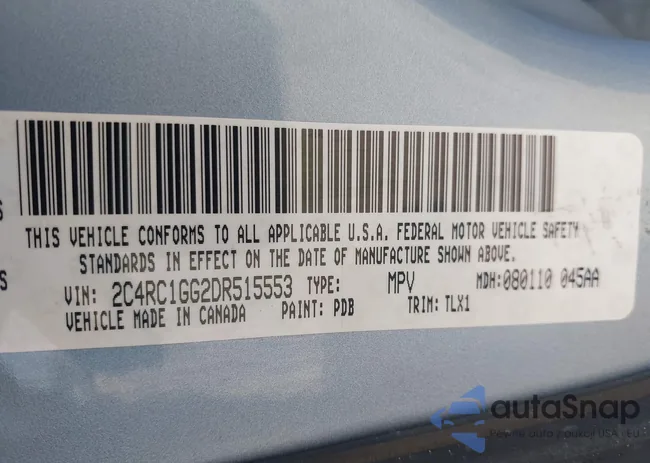 THIS VEHICLE CONFORMS TO ALL APPLICABLE U.S.A. FEDERAL MOTOR VEHICLE SAFETY
STANDARDS IN EFFECT ON THE DATE OF MANUFACTURE SHOWN ABOVE.
VIN: 2C4RC1GG2DR515553 TYPE: MPV MDH:080110 045AA
VEHICLE MADE IN CANADA PAINT: PDB TRIM: TLX1
autaSnap